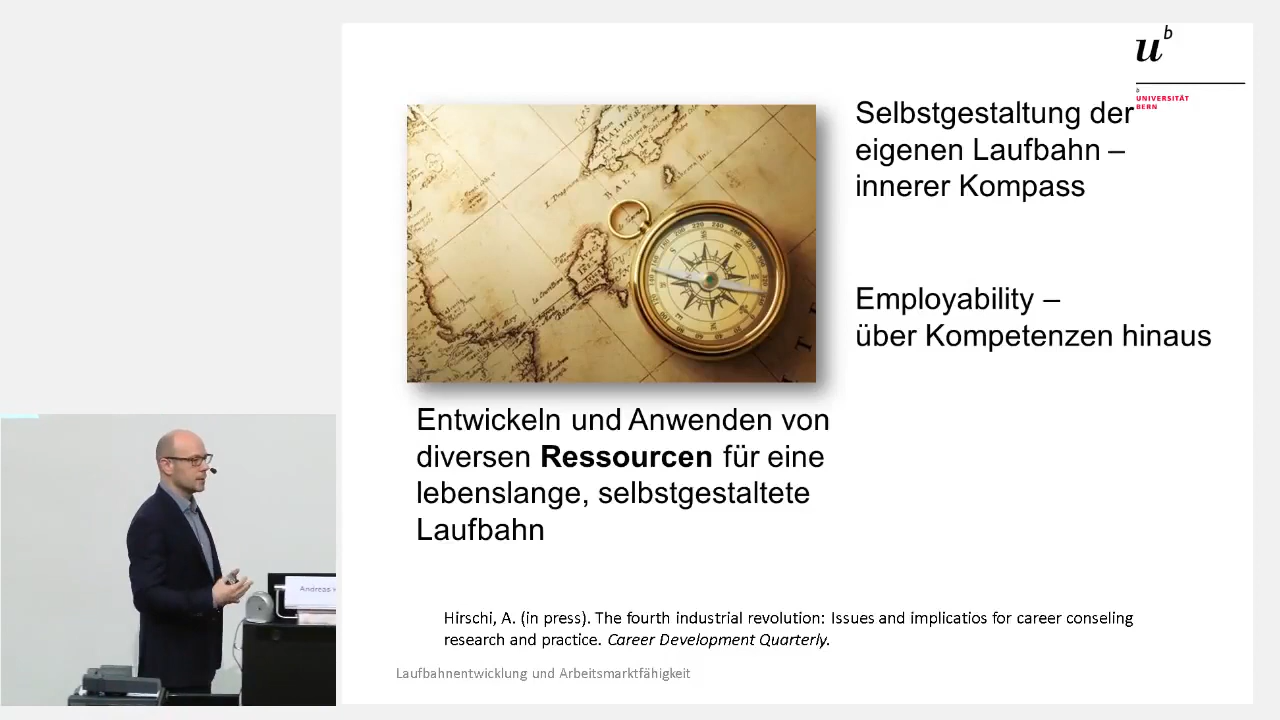 u
b
b
UNIVERSITÄT
BERN
Selbstgestaltung der
eigenen Laufbahn –
innerer Kompass
Employability –
über Kompetenzen hinaus
BALI
Entwickeln und Anwenden von
diversen Ressourcen für eine
lebenslange, selbstgestaltete
Laufbahn
Andreas H
Hirschi, A. (in press). The fourth industrial revolution: Issues and implicatios for career conseling
research and practice. Career Development Quarterly.
Laufbahnentwicklung und Arbeitsmarktfähigkeit